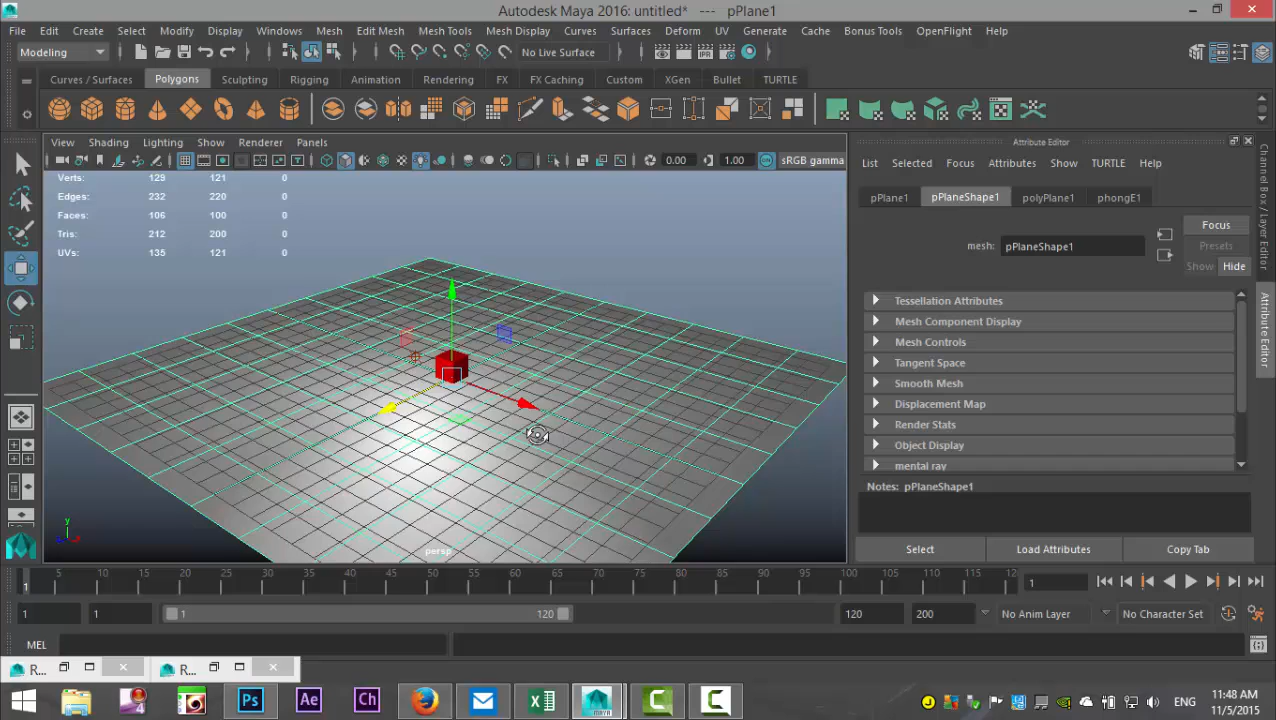 Autodesk Maya 2016: untitled* --- pPlane1
File Edit Create Select Modify Display Windows Mesh Edit Mesh Mesh Tools Mesh Display Curves Surfaces Deform UV Generate Cache Bonus Tools OpenFlight Help
Modeling No Live Surface
Curves / Surfaces Polygons Sculpting Rigging Animation Rendering FX FX Caching Custom XGen Bullet TURTLE
View Shading Lighting Show Renderer Panels
0.00 1.00 sRGB gamma
Verts: 129 121 0
Edges: 232 220 0
Faces: 106 100 0
Tris: 212 200 0
UVs: 135 121 0
y
persp
Attribute Editor
List Selected Focus Attributes Show TURTLE Help
pPlane1 pPlaneShape1 polyPlane1 phongE1
Focus
mesh: pPlaneShape1
Presets
Show Hide
Tessellation Attributes
Mesh Component Display
Mesh Controls
Tangent Space
Smooth Mesh
Displacement Map
Render Stats
Object Display
mental ray
Notes: pPlaneShape1
Select Load Attributes Copy Tab
Channel Box / Layer Editor
Attribute Editor
1 5 10 15 20 25 30 35 40 45 50 55 60 65 70 75 80 85 90 95 100 105 110 115 12 1
1 1 1 120 120 200 No Anim Layer No Character Set
MEL
R... R...
Ps Ae Ch MAYA C C ENG 11:48 AM
11/5/2015